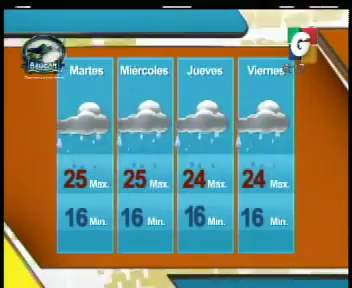 AZÚCAR
G
Martes Miércoles Jueves Viernes
25 Max. 25 Max. 24 Max. 24 Max.
16 Min. 16 Min. 16 Min. 16 Min.